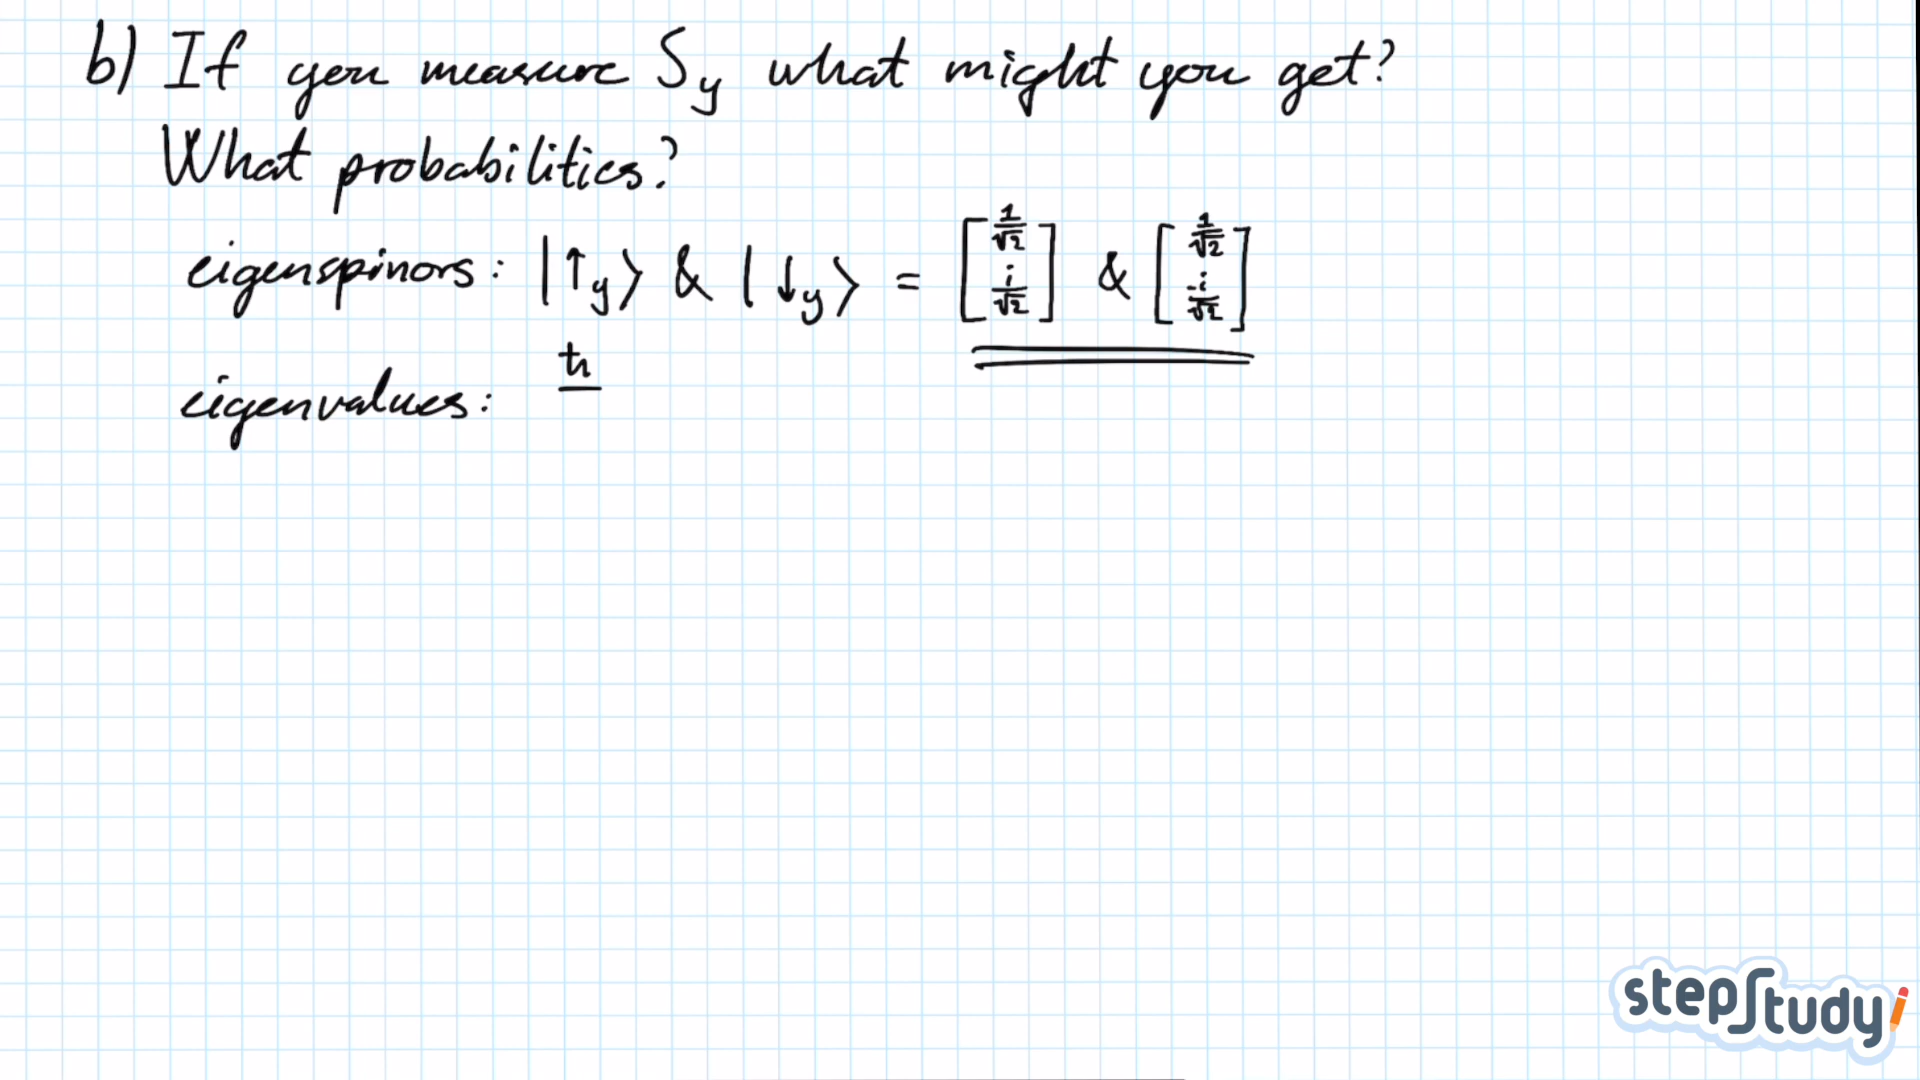 b) If you measure S_y what might you get?
What probabilities?
eigenspinors: |↑_y⟩ & |↓_y⟩ = [1/√2 i/√2] & [1/√2 -i/√2]
eigenvalues: ħ
stepStudy